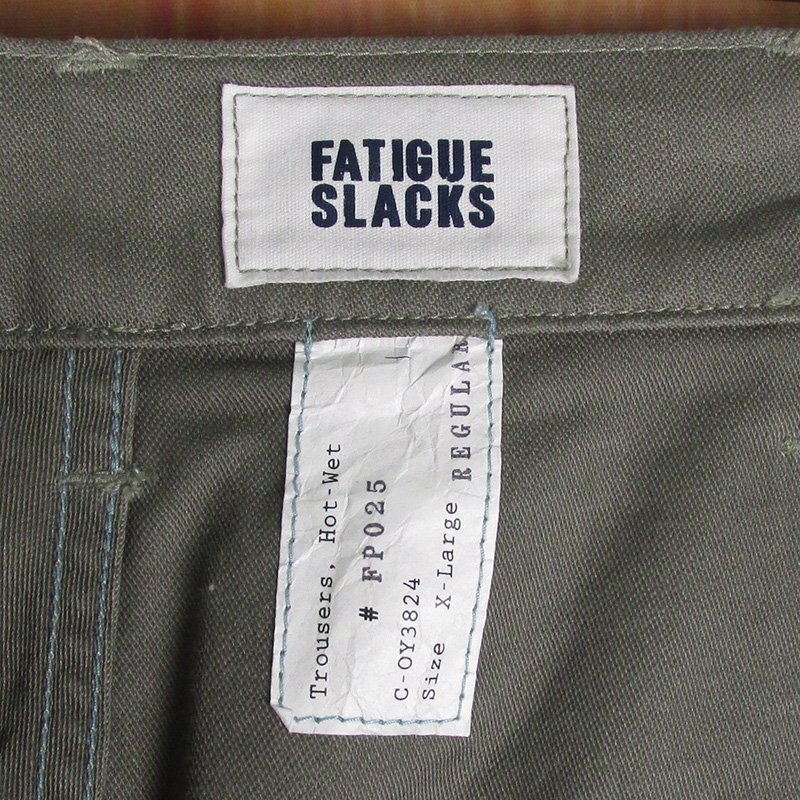 FATIGUE
SLACKS
Trousers, Hot-Wet
# FP025
C-OY3824
Size X-Large REGULAR